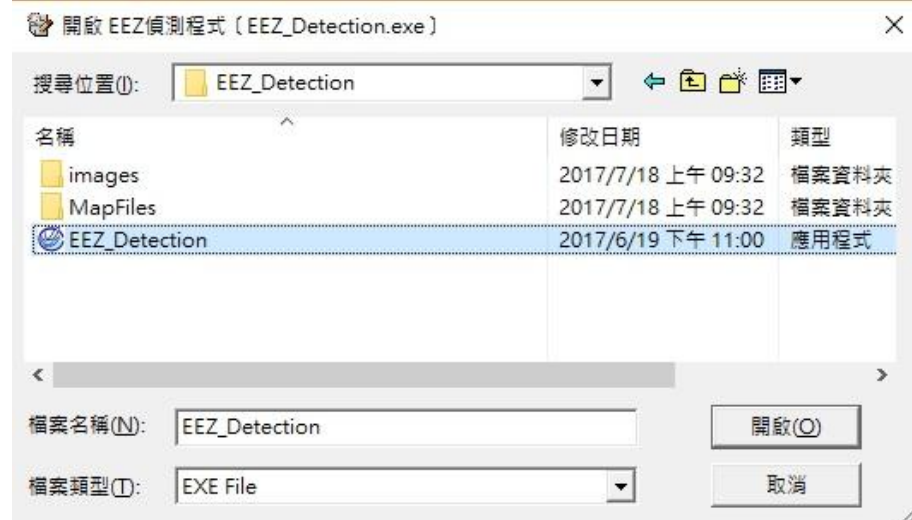 開啟 EEZ偵測程式〔EEZ_Detection.exe〕
搜尋位置(I): EEZ_Detection
名稱 修改日期 類型
images 2017/7/18 上午 09:32 檔案資料夾
MapFiles 2017/7/18 上午 09:32 檔案資料夾
EEZ_Detection 2017/6/19 下午 11:00 應用程式
檔案名稱(N): EEZ_Detection 開啟(O)
檔案類型(T): EXE File 取消